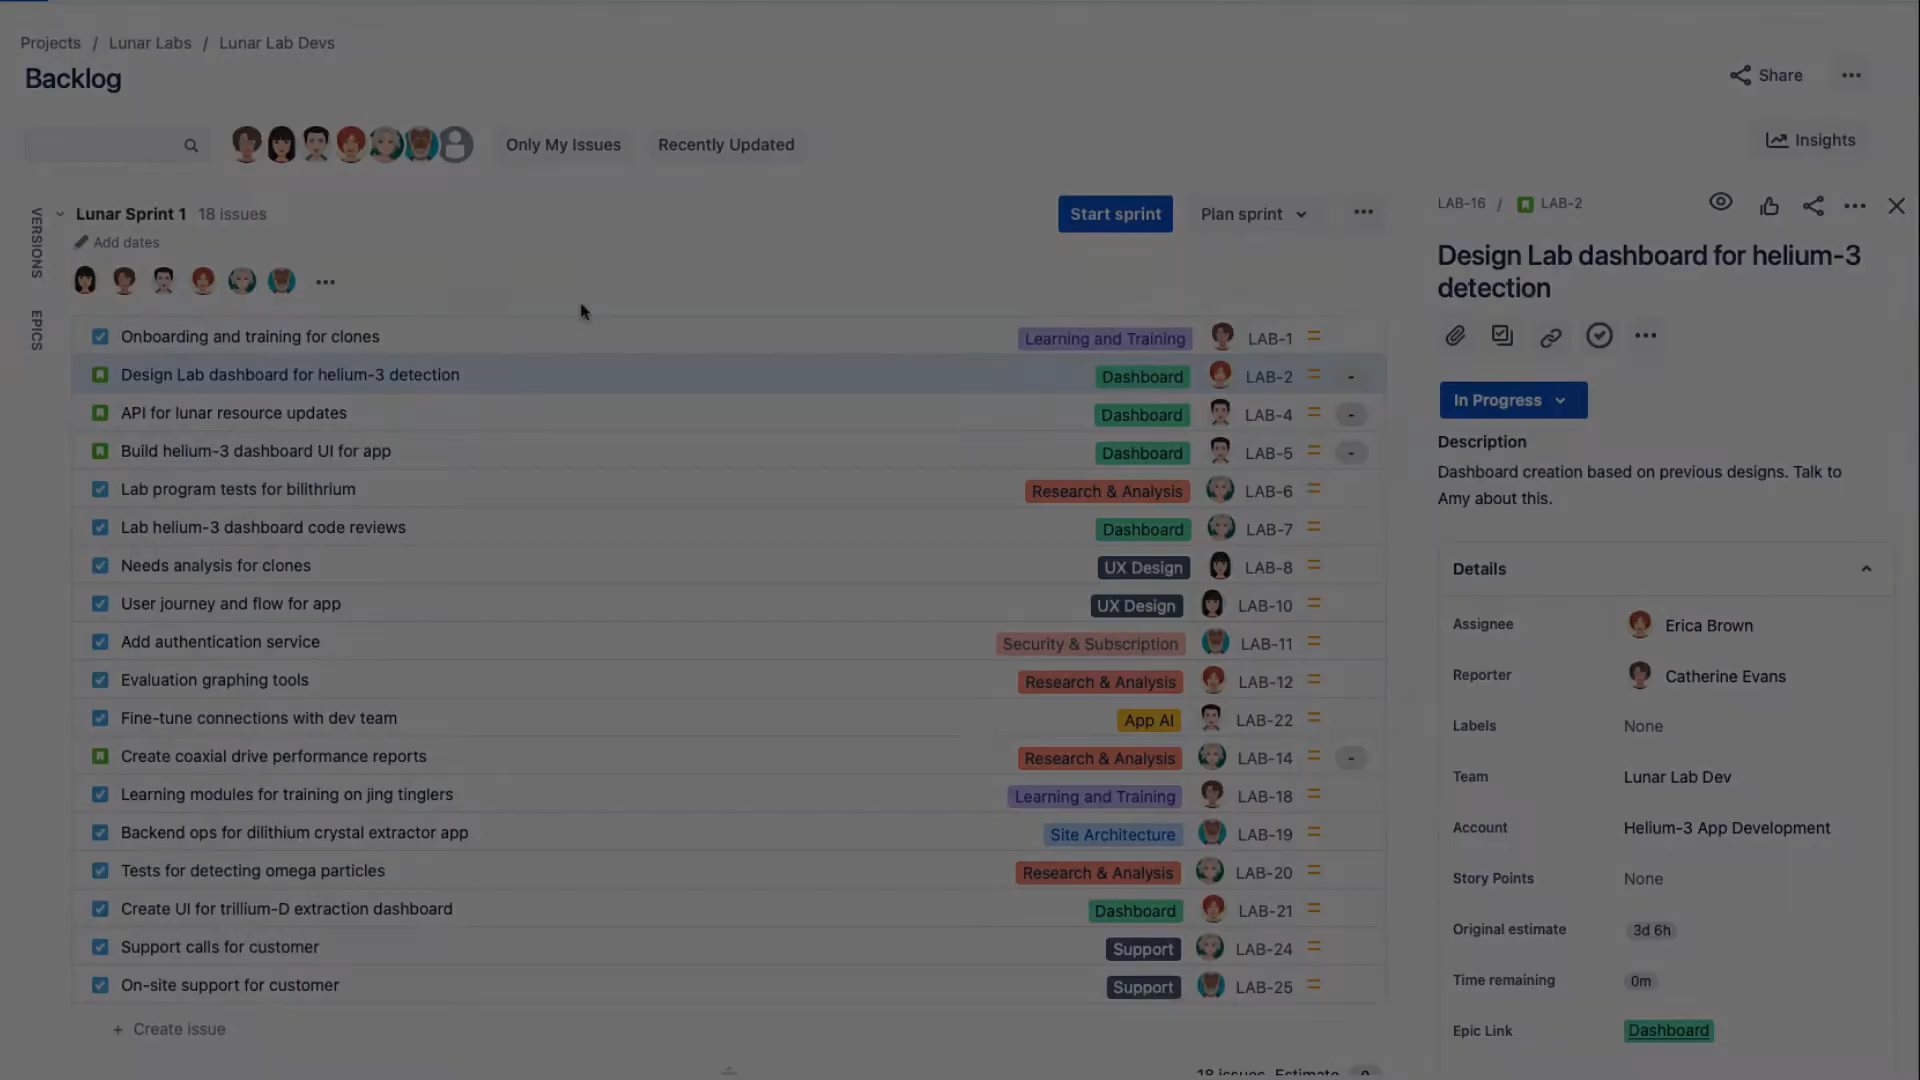 Projects / Lunar Labs / Lunar Lab Devs
Backlog
Share
Only My Issues
Recently Updated
Insights
VERSIONS
EPICS
Lunar Sprint 1 18 issues
Start sprint
Plan sprint
Add dates
Onboarding and training for clones Learning and Training LAB-1
Design Lab dashboard for helium-3 detection Dashboard LAB-2 -
API for lunar resource updates Dashboard LAB-4 -
Build helium-3 dashboard UI for app Dashboard LAB-5 -
Lab program tests for bilithrium Research & Analysis LAB-6
Lab helium-3 dashboard code reviews Dashboard LAB-7
Needs analysis for clones UX Design LAB-8
User journey and flow for app UX Design LAB-10
Add authentication service Security & Subscription LAB-11
Evaluation graphing tools Research & Analysis LAB-12
Fine-tune connections with dev team App AI LAB-22
Create coaxial drive performance reports Research & Analysis LAB-14 -
Learning modules for training on jing tinglers Learning and Training LAB-18
Backend ops for dilithium crystal extractor app Site Architecture LAB-19
Tests for detecting omega particles Research & Analysis LAB-20
Create UI for trillium-D extraction dashboard Dashboard LAB-21
Support calls for customer Support LAB-24
On-site support for customer Support LAB-25
+ Create issue
18 issues Estimate 0
LAB-16 / LAB-2
Design Lab dashboard for helium-3
detection
In Progress
Description
Dashboard creation based on previous designs. Talk to
Amy about this.
Details
Assignee Erica Brown
Reporter Catherine Evans
Labels None
Team Lunar Lab Dev
Account Helium-3 App Development
Story Points None
Original estimate 3d 6h
Time remaining 0m
Epic Link Dashboard